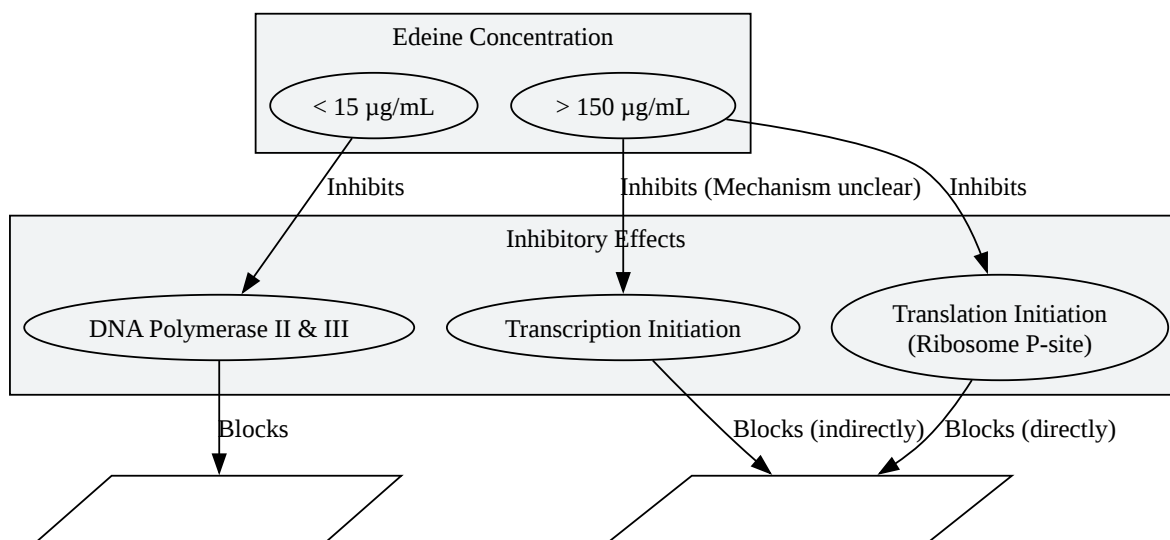 Edeine Concentration
< 15 µg/mL
> 150 µg/mL
Inhibits
Inhibits (Mechanism unclear)
Inhibits
Inhibitory Effects
DNA Polymerase II & III
Transcription Initiation
Translation Initiation
(Ribosome P-site)
Blocks
Blocks (indirectly)
Blocks (directly)